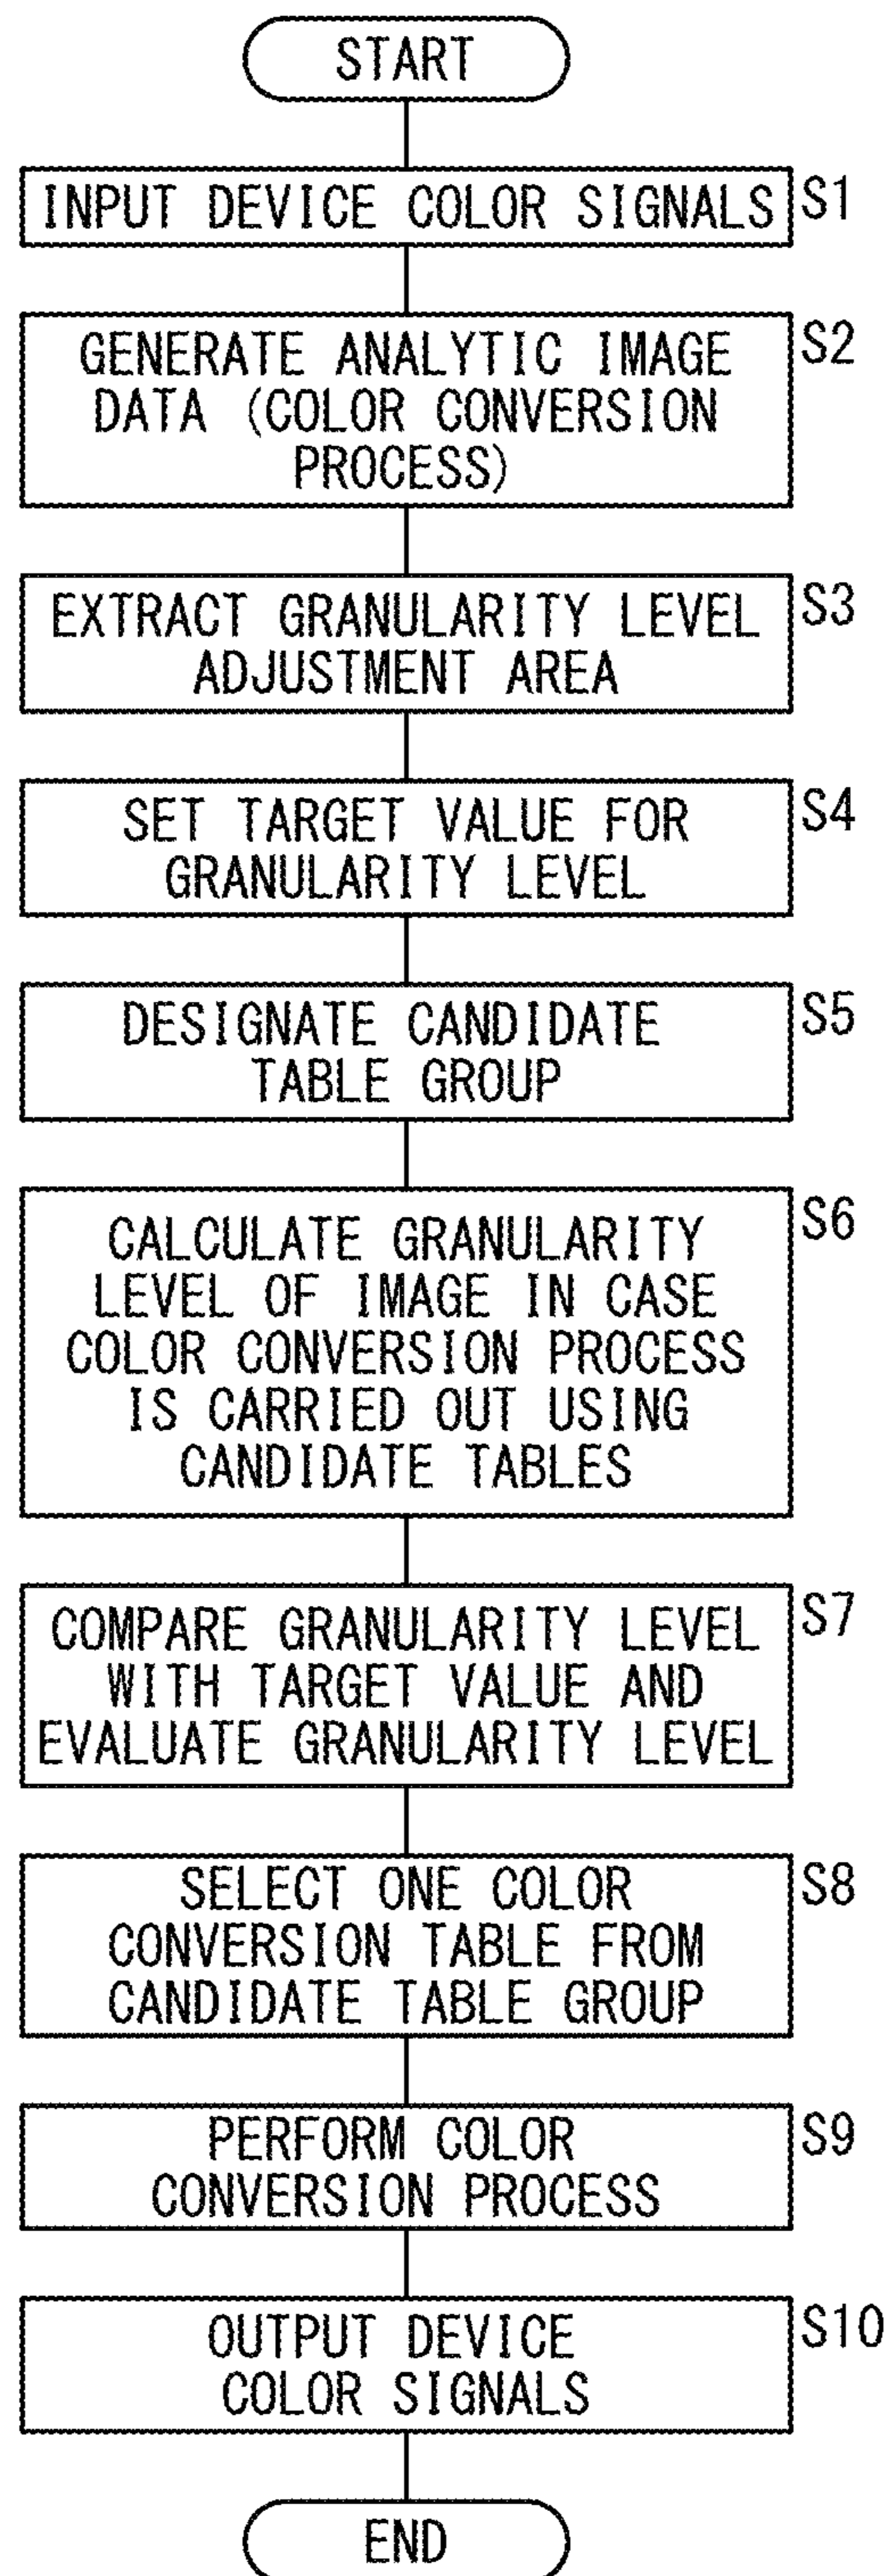 START
INPUT DEVICE COLOR SIGNALS
S1
GENERATE ANALYTIC IMAGE
DATA (COLOR CONVERSION
PROCESS)
S2
EXTRACT GRANULARITY LEVEL
ADJUSTMENT AREA
S3
SET TARGET VALUE FOR
GRANULARITY LEVEL
S4
DESIGNATE CANDIDATE
TABLE GROUP
S5
CALCULATE GRANULARITY
LEVEL OF IMAGE IN CASE
COLOR CONVERSION PROCESS
IS CARRIED OUT USING
CANDIDATE TABLES
S6
COMPARE GRANULARITY LEVEL
WITH TARGET VALUE AND
EVALUATE GRANULARITY LEVEL
S7
SELECT ONE COLOR
CONVERSION TABLE FROM
CANDIDATE TABLE GROUP
S8
PERFORM COLOR
CONVERSION PROCESS
S9
OUTPUT DEVICE
COLOR SIGNALS
S10
END